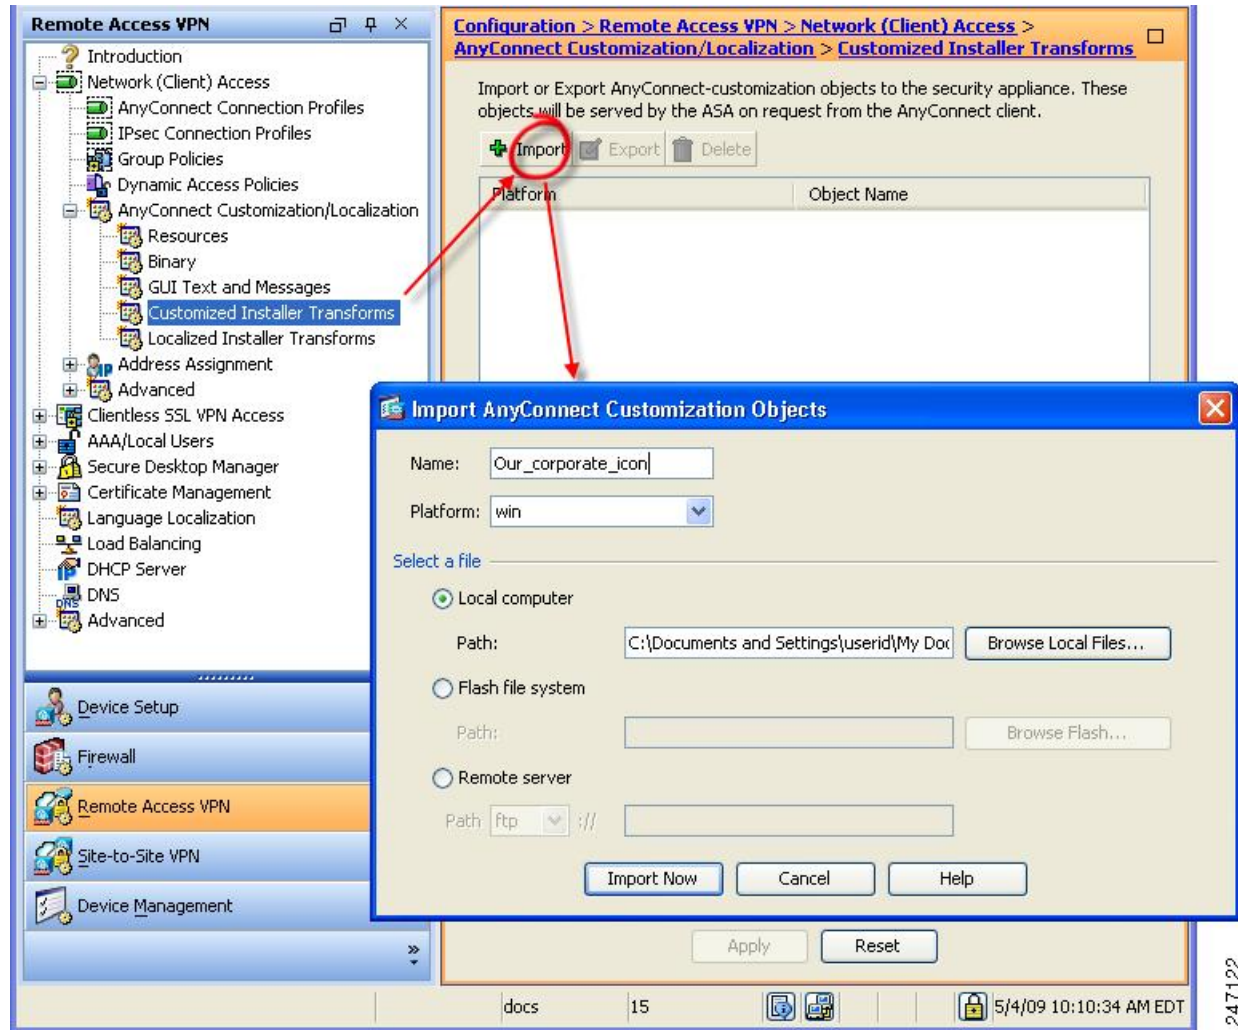 Remote Access VPN
Introduction
Network (Client) Access
AnyConnect Connection Profiles
IPsec Connection Profiles
Group Policies
Dynamic Access Policies
AnyConnect Customization/Localization
Resources
Binary
GUI Text and Messages
Customized Installer Transforms
Localized Installer Transforms
Address Assignment
Advanced
Clientless SSL VPN Access
AAA/Local Users
Secure Desktop Manager
Certificate Management
Language Localization
Load Balancing
DHCP Server
DNS
Advanced
Device Setup
Firewall
Remote Access VPN
Site-to-Site VPN
Device Management
Configuration > Remote Access VPN > Network (Client) Access >
AnyConnect Customization/Localization > Customized Installer Transforms
Import or Export AnyConnect-customization objects to the security appliance. These
objects will be served by the ASA on request from the AnyConnect client.
Import Export Delete
Platform Object Name
Import AnyConnect Customization Objects
Name: Our_corporate_icon
Platform: win
Select a file
Local computer
Path: C:\Documents and Settings\userid\My Doc Browse Local Files...
Flash file system
Path: Browse Flash...
Remote server
Path ftp ://
Import Now Cancel Help
Apply Reset
docs 15 5/4/09 10:10:34 AM EDT
247122